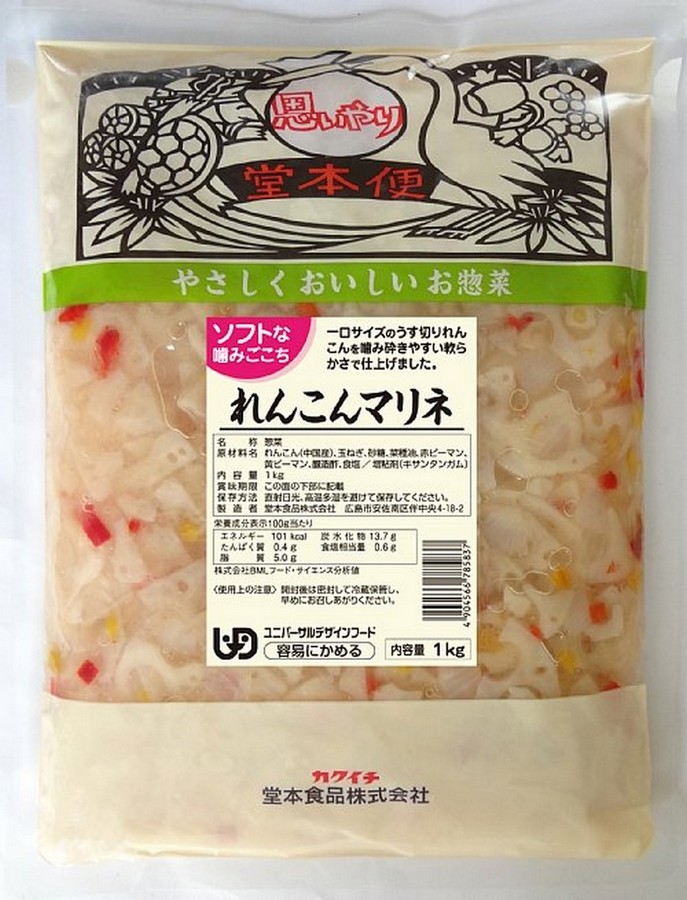 思いやり
堂本便
やさしくおいしいお惣菜
ソフトな
噛みごこち
一口サイズのうす切りれん
こんを噛み砕きやすい軟ら
かさで仕上げました。
れんこんマリネ
名称 惣菜
原材料名 れんこん(中国産)、玉ねぎ、砂糖、菜種油、赤ピーマン、
黄ピーマン、醸造酢、食塩／増粘剤(キサンタンガム)
内容量 1kg
賞味期限 この面の下部に記載
保存方法 直射日光、高温多湿を避けて保存してください。
製造者 堂本食品株式会社 広島市安佐南区伴中央4-18-2
栄養成分表示100g当たり
エネルギー 101kcal 炭水化物 13.7g
たんぱく質 0.4g 食塩相当量 0.6g
脂質 5.0g
株式会社BMLフード・サイエンス分析値
〈使用上の注意〉開封後は密封して冷蔵保管し、
早めにお召しあがりください。
4904566785837
UD
ユニバーサルデザインフード
容易にかめる
内容量 1kg
カクイチ
堂本食品株式会社